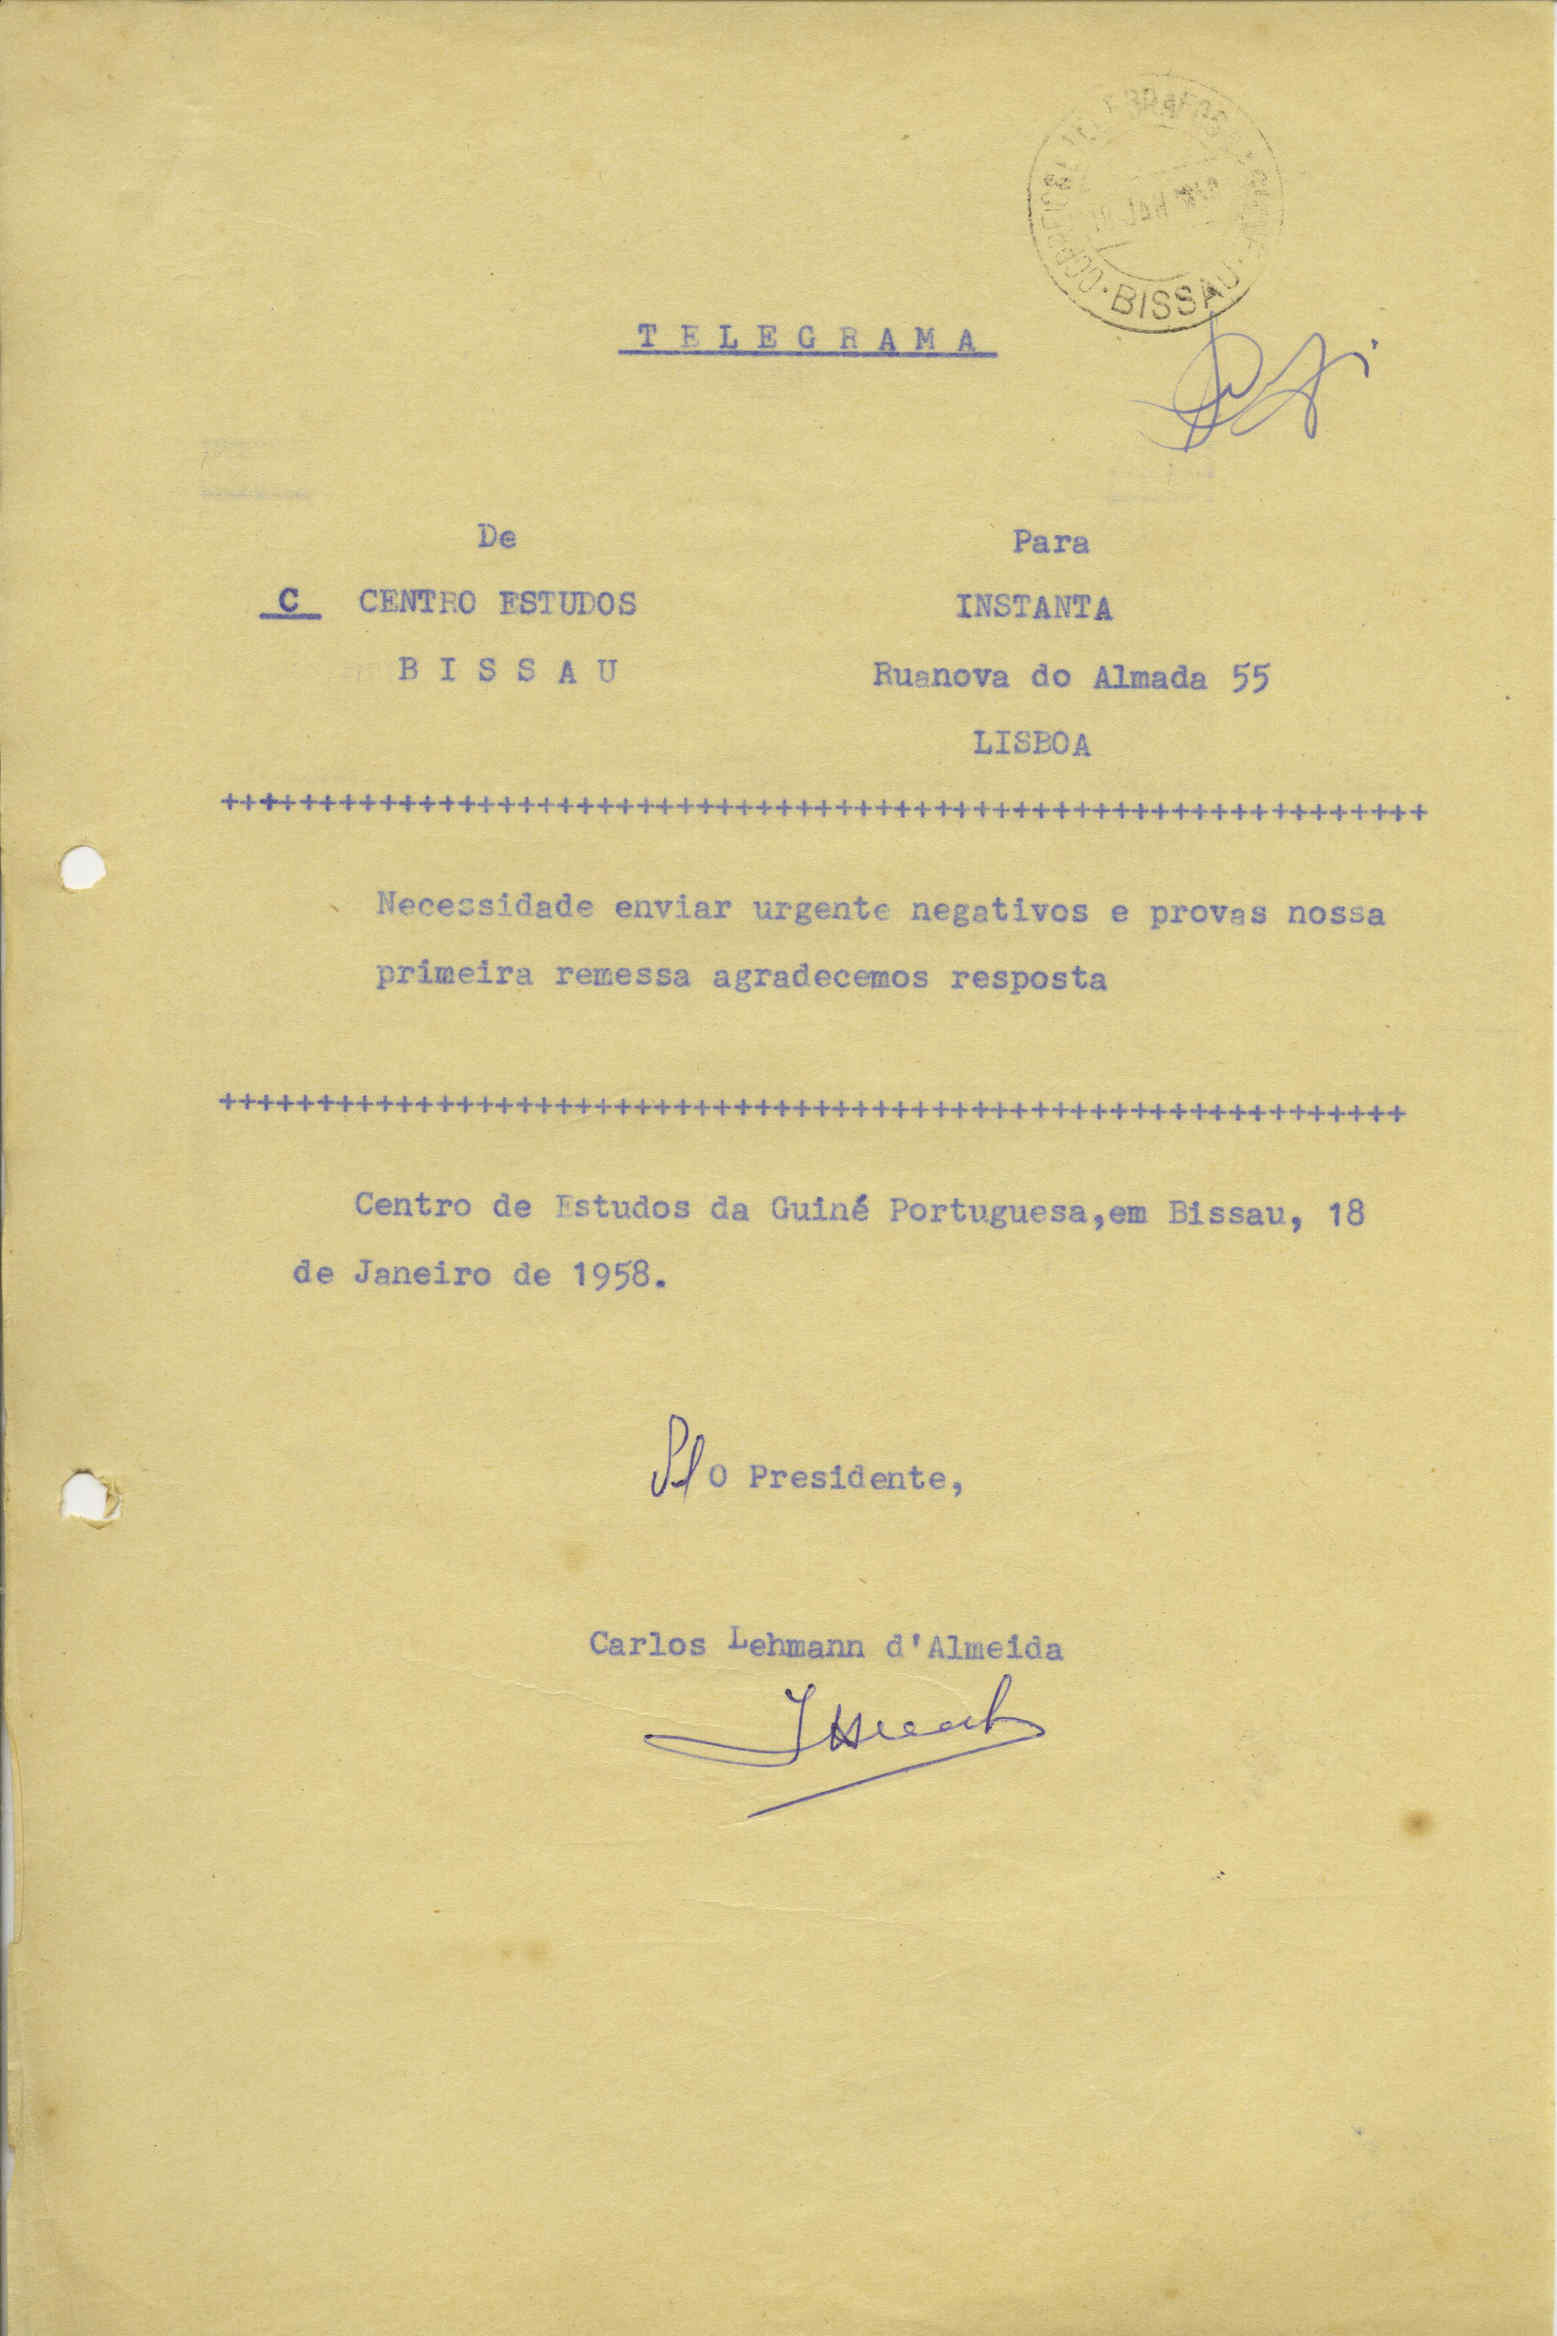 BISSAU
T E L E G R A M A
De
C CENTRO ESTUDOS
B I S S A U
Para
INSTANTA
Ruanova do Almada 55
LISBOA
+++++++++++++++++++++++++++++++++++++++++++++++++++++++++++++
Necessidade enviar urgente negativos e provas nossa
primeira remessa agradecemos resposta
++++++++++++++++++++++++++++++++++++++++++++++++++++++++++++
Centro de Estudos da Guiné Portuguesa,em Bissau, 18
de Janeiro de 1958.
O Presidente,
Carlos Lehmann d'Almeida